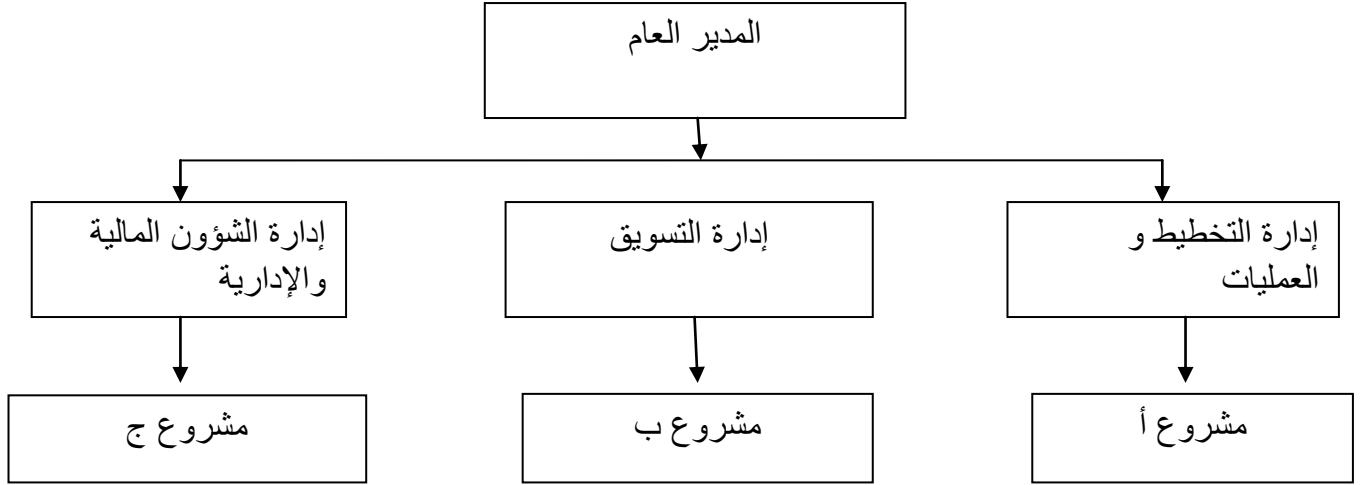 المدير العام
إدارة التخطيط و
العمليات
إدارة التسويق
إدارة الشؤون المالية
والإدارية
مشروع أ
مشروع ب
مشروع ج